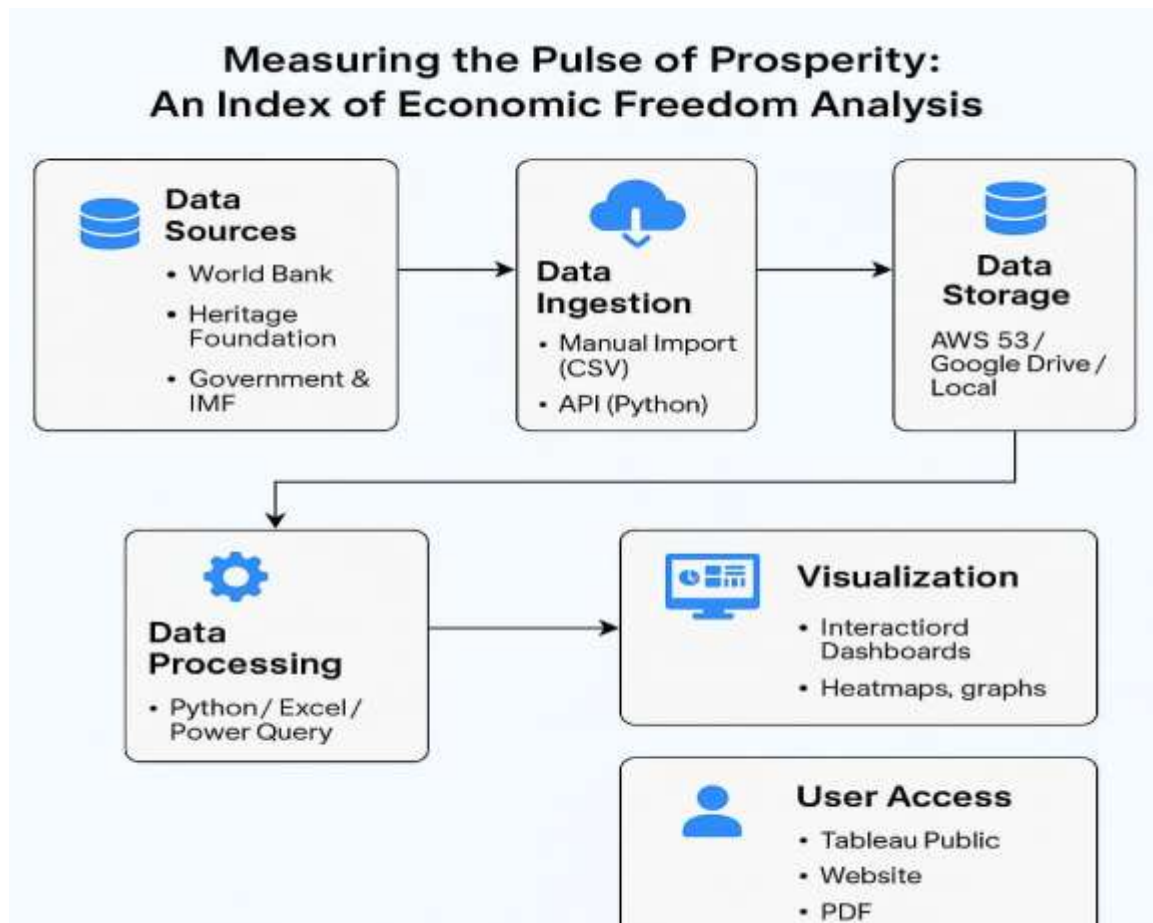 Measuring the Pulse of Prosperity:
An Index of Economic Freedom Analysis
Data
Sources
• World Bank
• Heritage
Foundation
• Government &
IMF
Data
Ingestion
• Manual Import
(CSV)
• API (Python)
Data
Storage
AWS 53 /
Google Drive /
Local
Data
Processing
• Python / Excel /
Power Query
Visualization
• Interactiord
Dashboards
• Heatmaps, graphs
User Access
• Tableau Public
• Website
• PDF